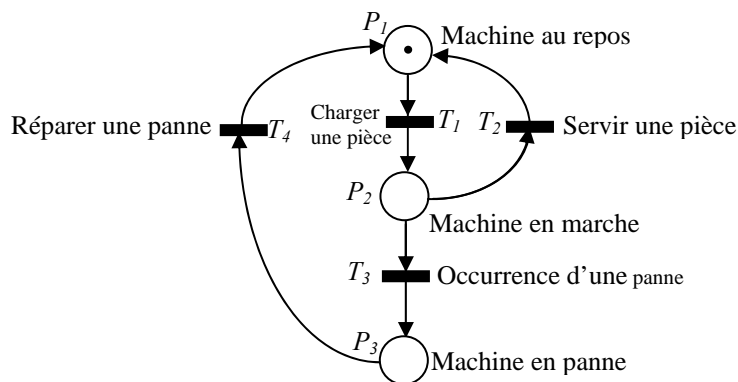 P1
Machine au repos
Charger
une pièce
T1
T2
Servir une pièce
Réparer une panne
T4
P2
Machine en marche
T3
Occurrence d’une panne
P3
Machine en panne